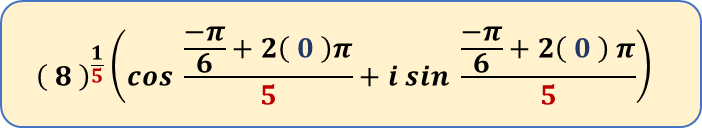 (8)^(1/5) (cos (-π/6 + 2(0)π)/5 + i sin (-π/6 + 2(0)π)/5)